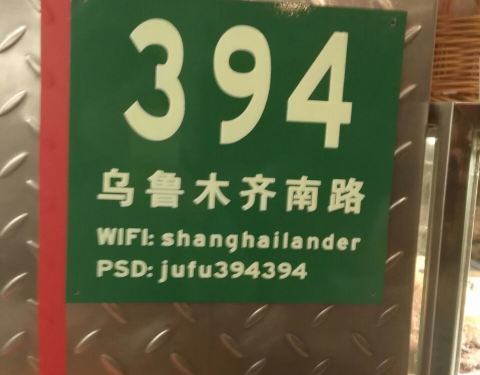 394
乌鲁木齐南路
WIFI: shanghailander
PSD: jufu394394